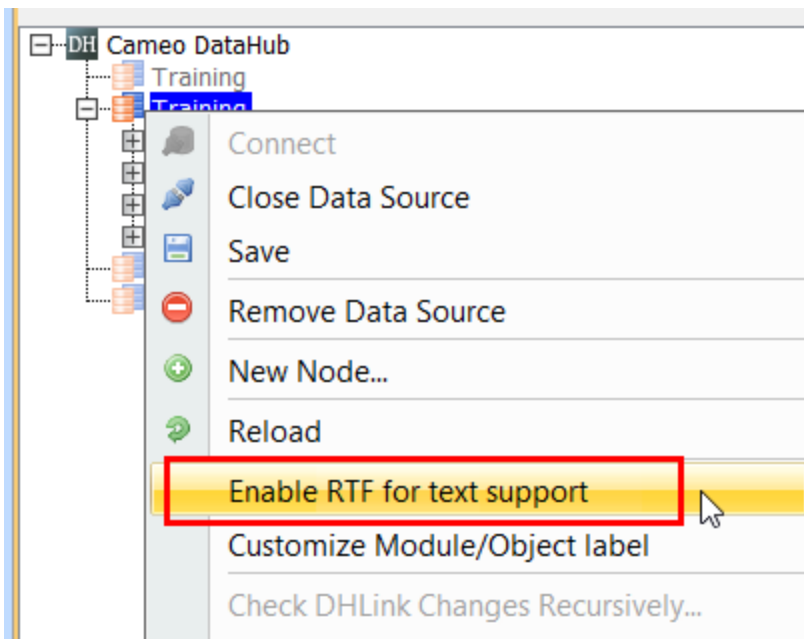 DH Cameo DataHub
Training
Training
Connect
Close Data Source
Save
Remove Data Source
New Node...
Reload
Enable RTF for text support
Customize Module/Object label
Check DHLink Changes Recursively...